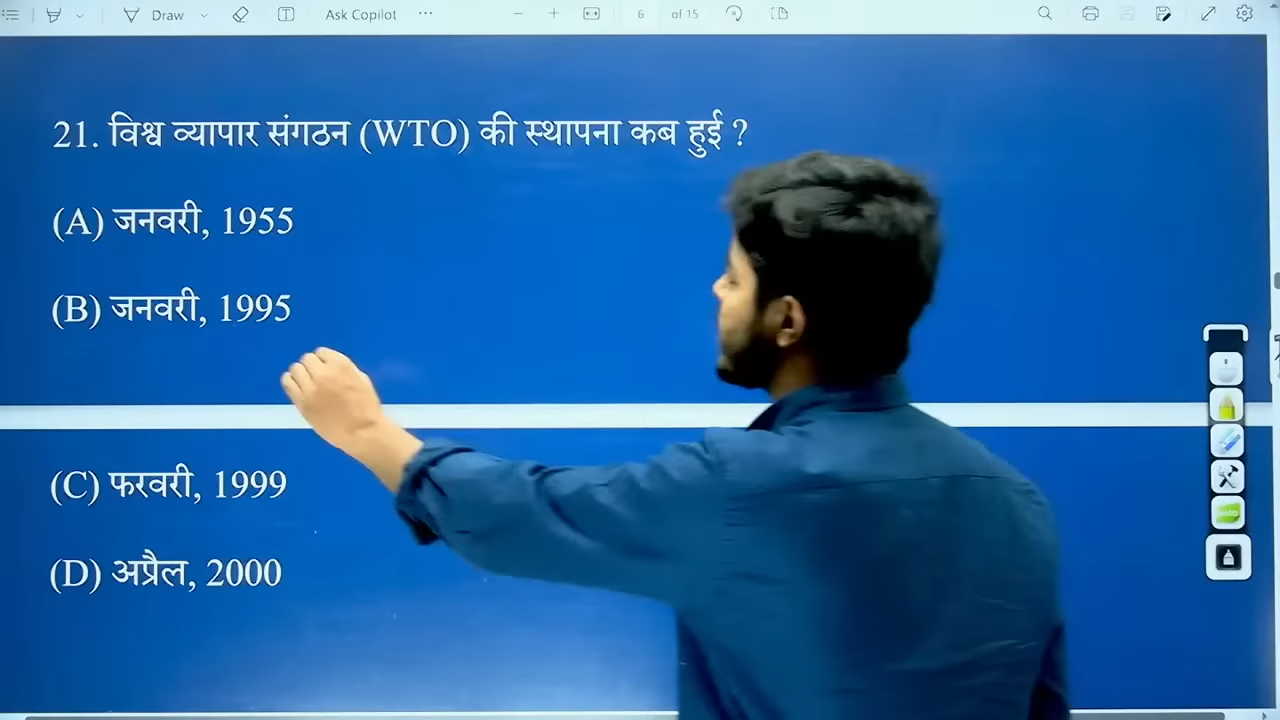 Draw
Ask Copilot
6 of 15
21. विश्व व्यापार संगठन (WTO) की स्थापना कब हुई ?
(A) जनवरी, 1955
(B) जनवरी, 1995
(C) फरवरी, 1999
(D) अप्रैल, 2000